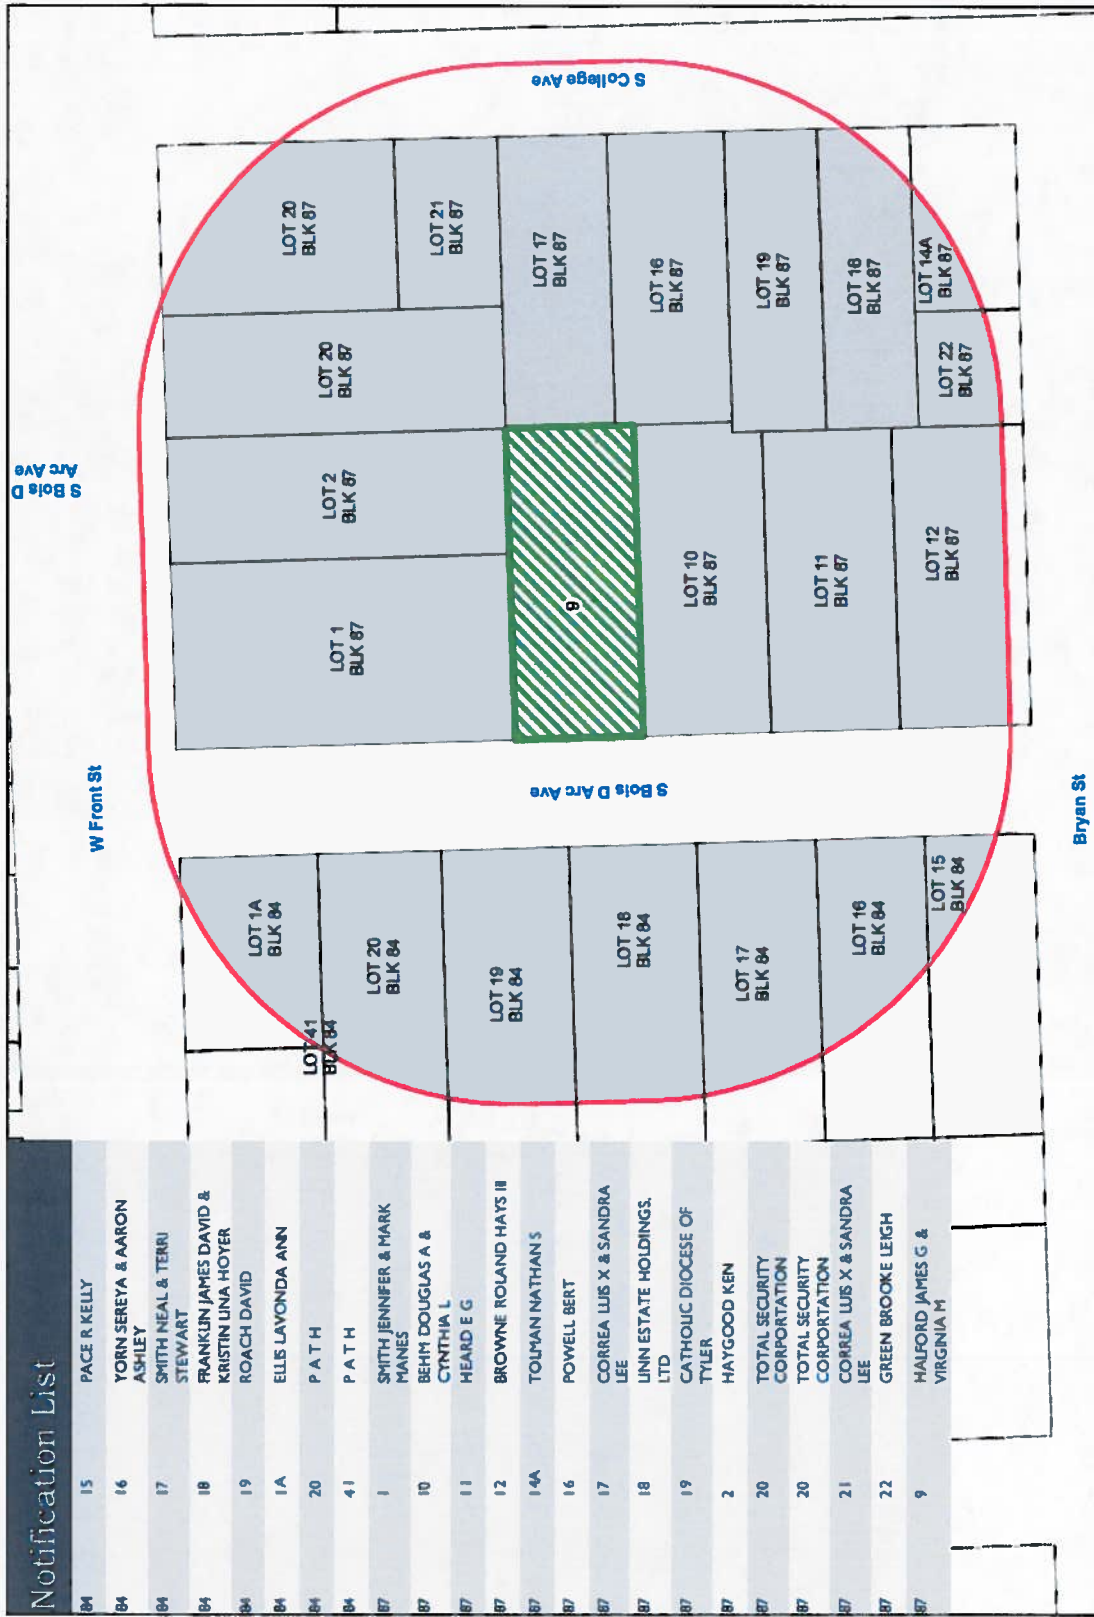 Notification List
84 15 PACE R KELLY
84 16 YORN SEREYA & AARON
ASHLEY
84 17 SMITH NEAL & TERRI
STEWART
84 18 FRANKLIN JAMES DAVID &
KRISTIN LINA HOYER
84 19 ROACH DAVID
84 1A ELLIS LAVONDA ANN
84 20 P A T H
84 41 P A T H
87 1 SMITH JENNIFER & MARK
MANES
87 10 BEHM DOUGLAS A &
CYNTHIA L
87 11 HEARD E G
87 12 BROWNE ROLAND HAYS III
87 14A TOLMAN NATHAN S
87 16 POWELL BERT
87 17 CORREA LUIS X & SANDRA
LEE
87 18 LINN ESTATE HOLDINGS,
LTD
87 19 CATHOLIC DIOCESE OF
TYLER
87 2 HAYGOOD KEN
87 20 TOTAL SECURITY
CORPORTATION
87 20 TOTAL SECURITY
CORPORTATION
87 21 CORREA LUIS X & SANDRA
LEE
87 22 GREEN BROOKE LEIGH
87 9 HALFORD JAMES G &
VIRGINIA M
W Front St
S Bois D
Arc Ave
LOT 41
BLK 84
LOT 1A
BLK 84
LOT 20
BLK 84
LOT 19
BLK 84
LOT 18
BLK 84
LOT 17
BLK 84
LOT 16
BLK 84
LOT 15
BLK 84
S Bois D Arc Ave
LOT 1
BLK 87
LOT 2
BLK 87
LOT 20
BLK 87
LOT 20
BLK 87
LOT 21
BLK 87
9
LOT 17
BLK 87
LOT 10
BLK 87
LOT 16
BLK 87
LOT 11
BLK 87
LOT 19
BLK 87
LOT 18
BLK 87
LOT 12
BLK 87
LOT 22
BLK 87
LOT 14A
BLK 87
S College Ave
Bryan St